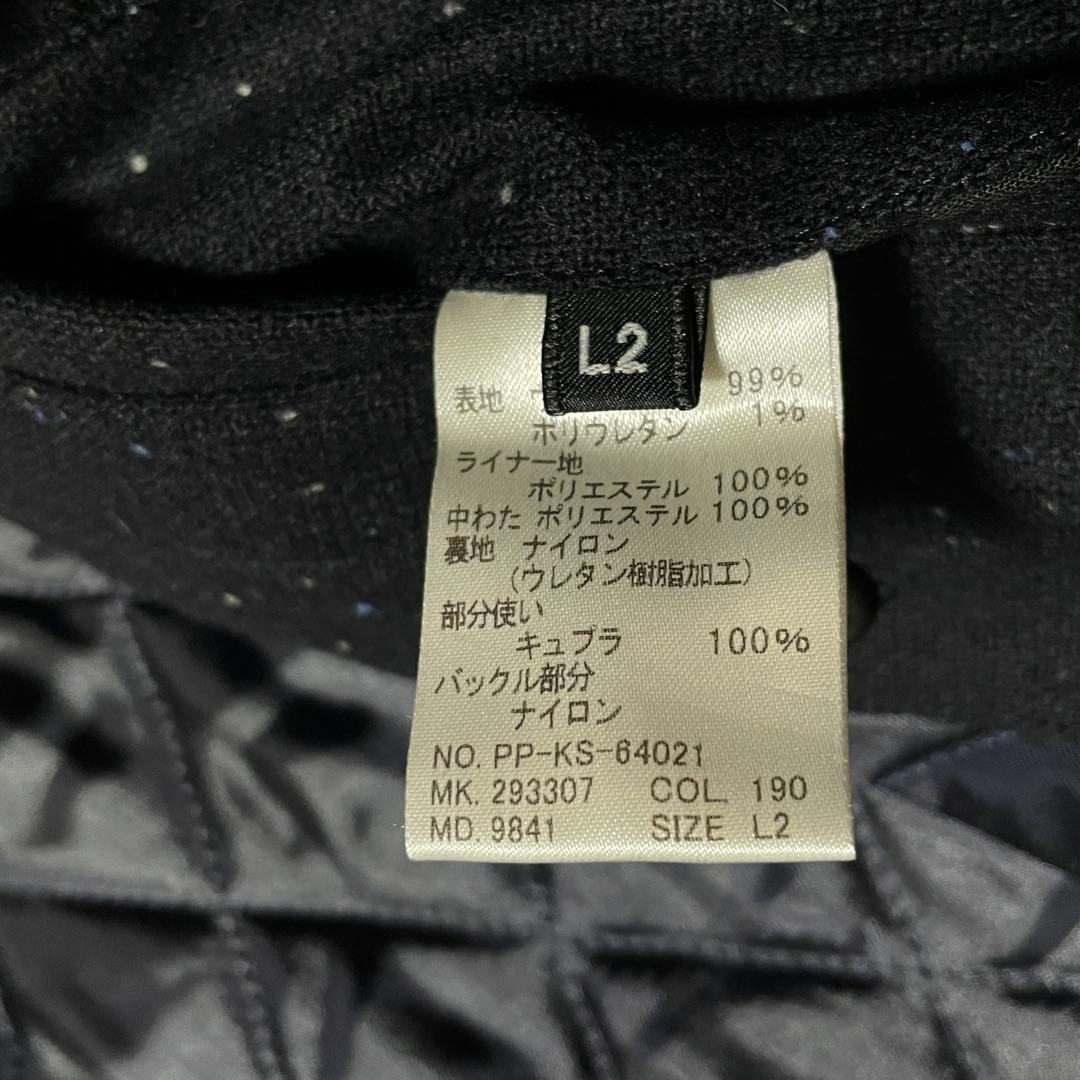 L2
表地 99%
ポリウレタン 1%
ライナー地
ポリエステル 100%
中わた ポリエステル 100%
裏地 ナイロン
(ウレタン樹脂加工)
部分使い
キュプラ 100%
バックル部分
ナイロン
NO. PP-KS-64021
MK. 293307 COL. 190
MD. 9841 SIZE L2